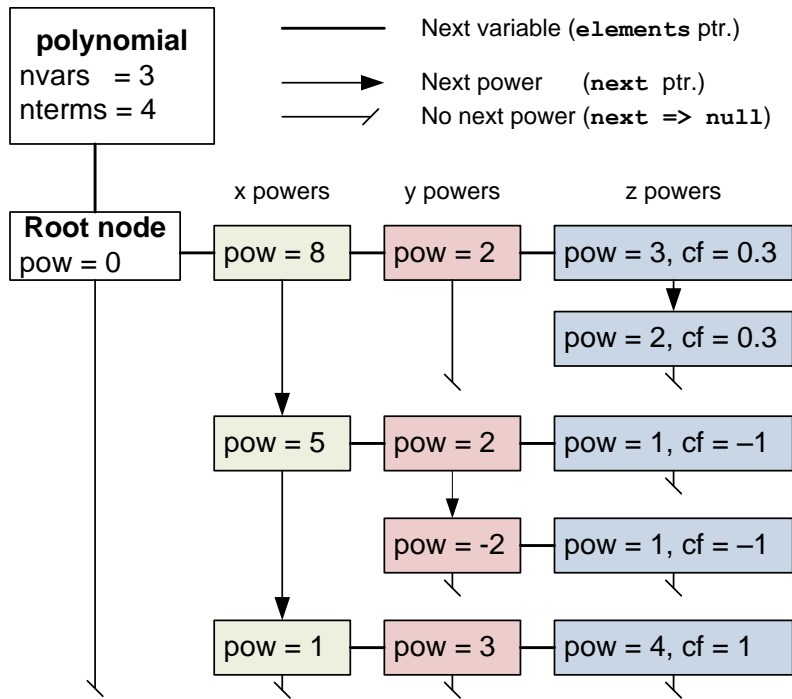 polynomial
nvars = 3
nterms = 4
Next variable (elements ptr.)
Next power (next ptr.)
No next power (next => null)
x powers
y powers
z powers
Root node
pow = 0
pow = 8
pow = 2
pow = 3, cf = 0.3
pow = 2, cf = 0.3
pow = 5
pow = 2
pow = 1, cf = –1
pow = -2
pow = 1, cf = –1
pow = 1
pow = 3
pow = 4, cf = 1